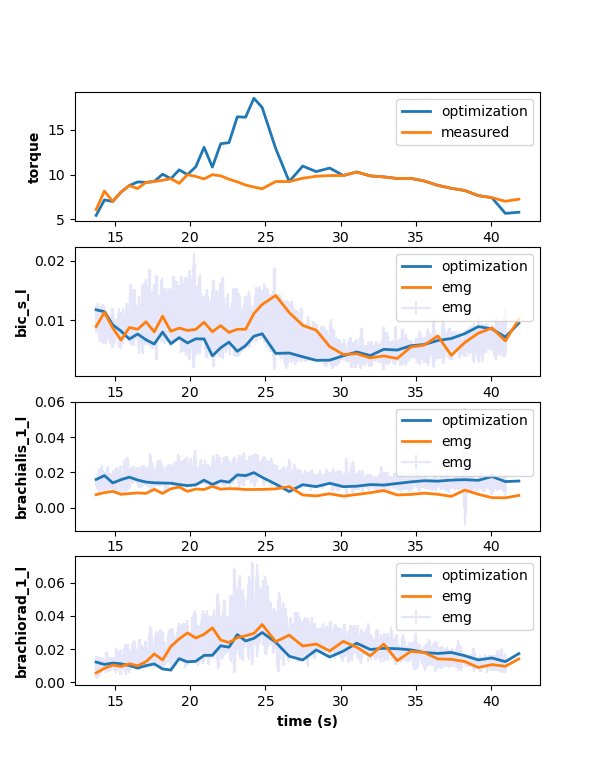 torque
15
10
5
optimization
measured
15 20 25 30 35 40
bic_s_l
0.02
0.01
optimization
emg
emg
15 20 25 30 35 40
brachialis_1_l
0.06
0.04
0.02
0.00
optimization
emg
emg
15 20 25 30 35 40
brachiorad_1_l
0.06
0.04
0.02
0.00
optimization
emg
emg
15 20 25 30 35 40
time (s)